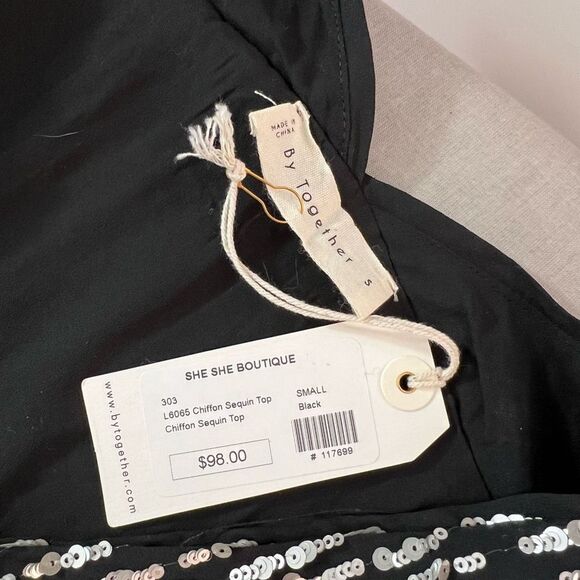 MADE IN
CHINA
By Together
S
SHE SHE BOUTIQUE
303
L6065 Chiffon Sequin Top
Chiffon Sequin Top
SMALL
Black
$98.00
# 117699
www.bytogether.com